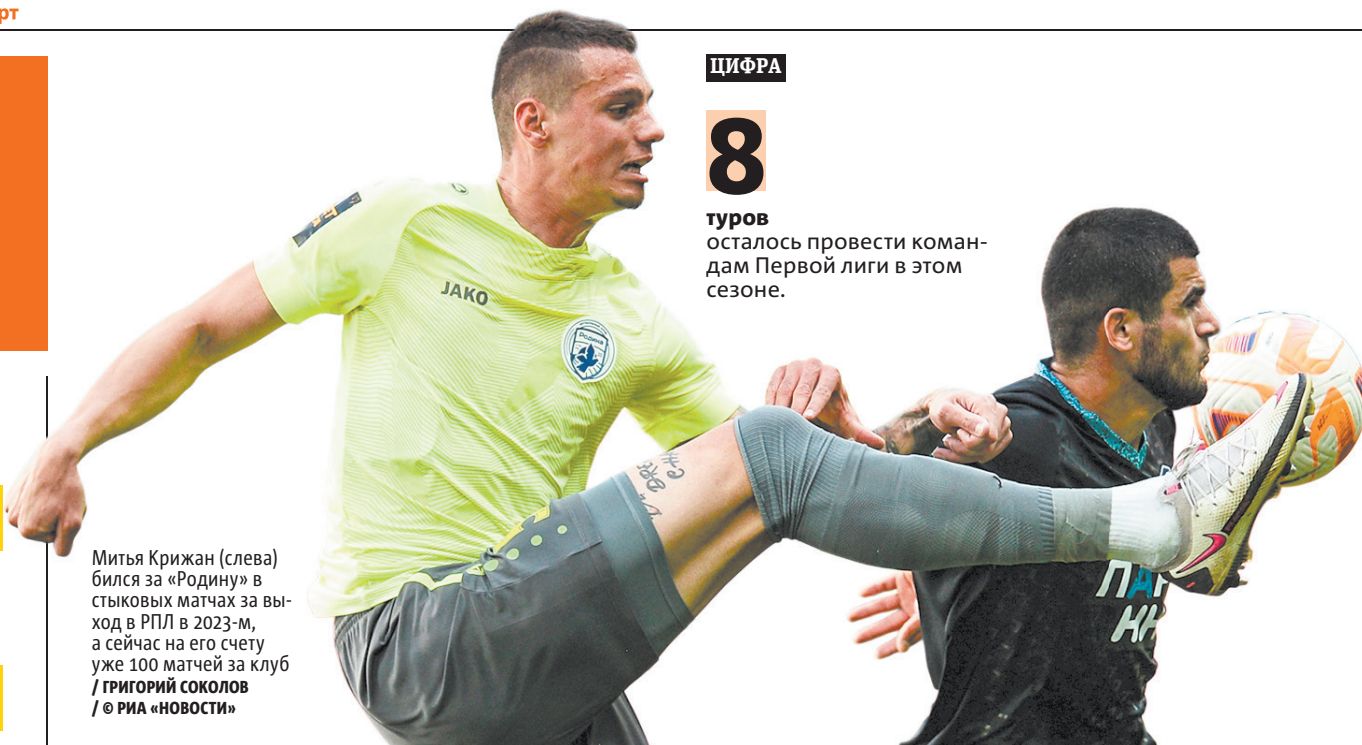 рт
ЦИФРА
8
туров
осталось провести коман-
дам Первой лиги в этом
сезоне.
JAKO
РОДИНА
Митья Крижан (слева)
бился за «Родину» в
стыковых матчах за вы-
ход в РПЛ в 2023-м,
а сейчас на его счету
уже 100 матчей за клуб
/ ГРИГОРИЙ СОКОЛОВ
/ © РИА «НОВОСТИ»